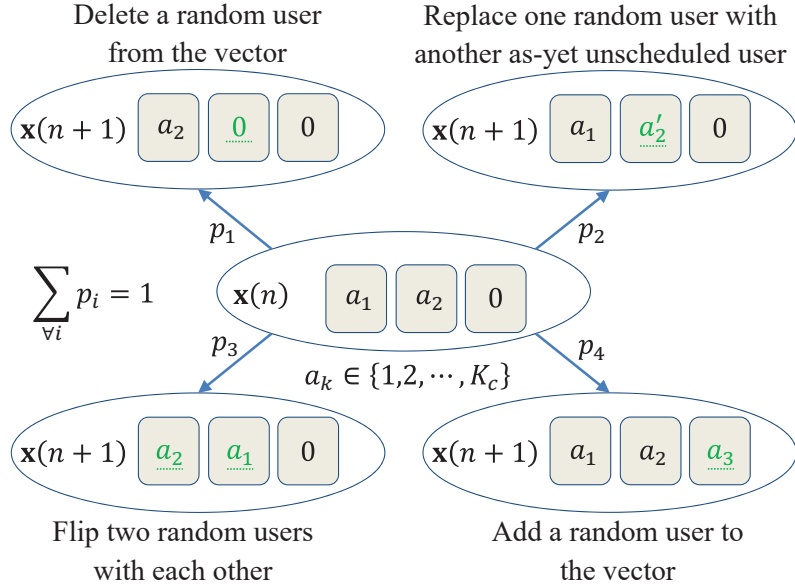 Delete a random user
from the vector
𝐱(n + 1) a₂ 0 0
p₁
Replace one random user with
another as-yet unscheduled user
𝐱(n + 1) a₁ a₂′ 0
p₂
∑ pᵢ = 1
∀i
𝐱(n) a₁ a₂ 0
aₖ ∈ {1,2, ⋯ , K_c}
p₃
𝐱(n + 1) a₂ a₁ 0
Flip two random users
with each other
p₄
𝐱(n + 1) a₁ a₂ a₃
Add a random user to
the vector